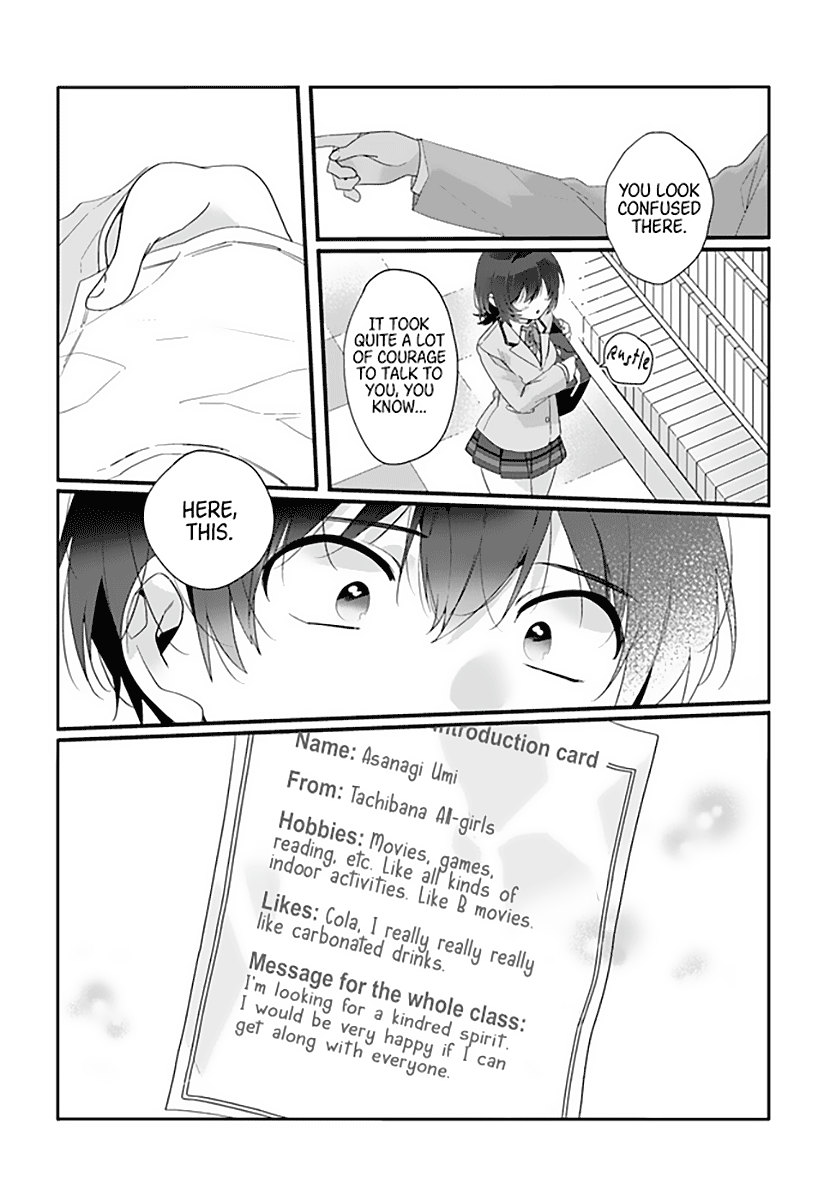 YOU LOOK
CONFUSED
THERE.
IT TOOK
QUITE A LOT
OF COURAGE
TO TALK TO
YOU, YOU
KNOW...
Rustle
HERE,
THIS.
introduction card
Name: Asanagi Umi
From: Tachibana All-girls
Hobbies: Movies, games,
reading, etc. Like all kinds of
indoor activities. Like B movies.
Likes: Cola, I really really really
like carbonated drinks.
Message for the whole class:
I'm looking for a kindred spirit.
I would be very happy if I can
get along with everyone.